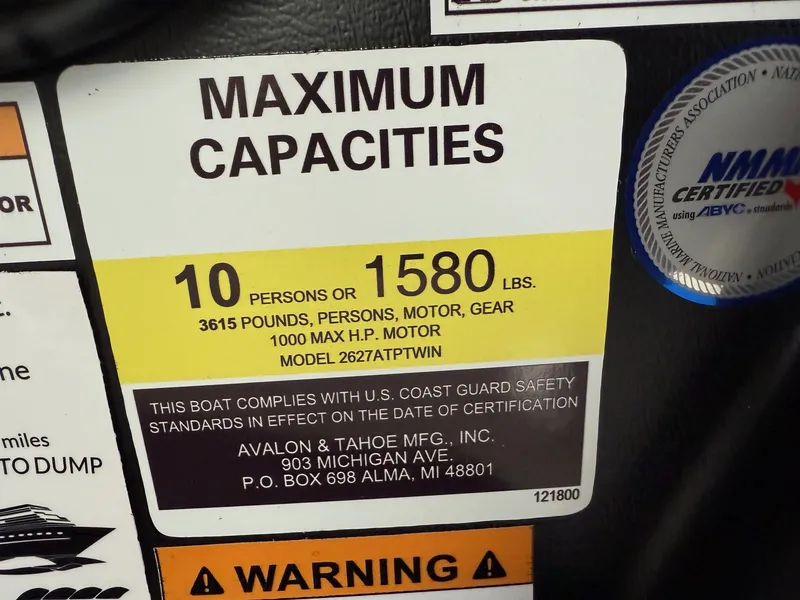 MAXIMUM
CAPACITIES
10 PERSONS OR 1580 LBS.
3615 POUNDS, PERSONS, MOTOR, GEAR
1000 MAX H.P. MOTOR
MODEL 2627ATPTWIN
THIS BOAT COMPLIES WITH U.S. COAST GUARD SAFETY
STANDARDS IN EFFECT ON THE DATE OF CERTIFICATION
AVALON & TAHOE MFG., INC.
903 MICHIGAN AVE.
P.O. BOX 698 ALMA, MI 48801
121800
WARNING
OR
miles
TO DUMP
NATIONAL MARINE MANUFACTURERS ASSOCIATION
NMMA
CERTIFIED
using ABYC standards